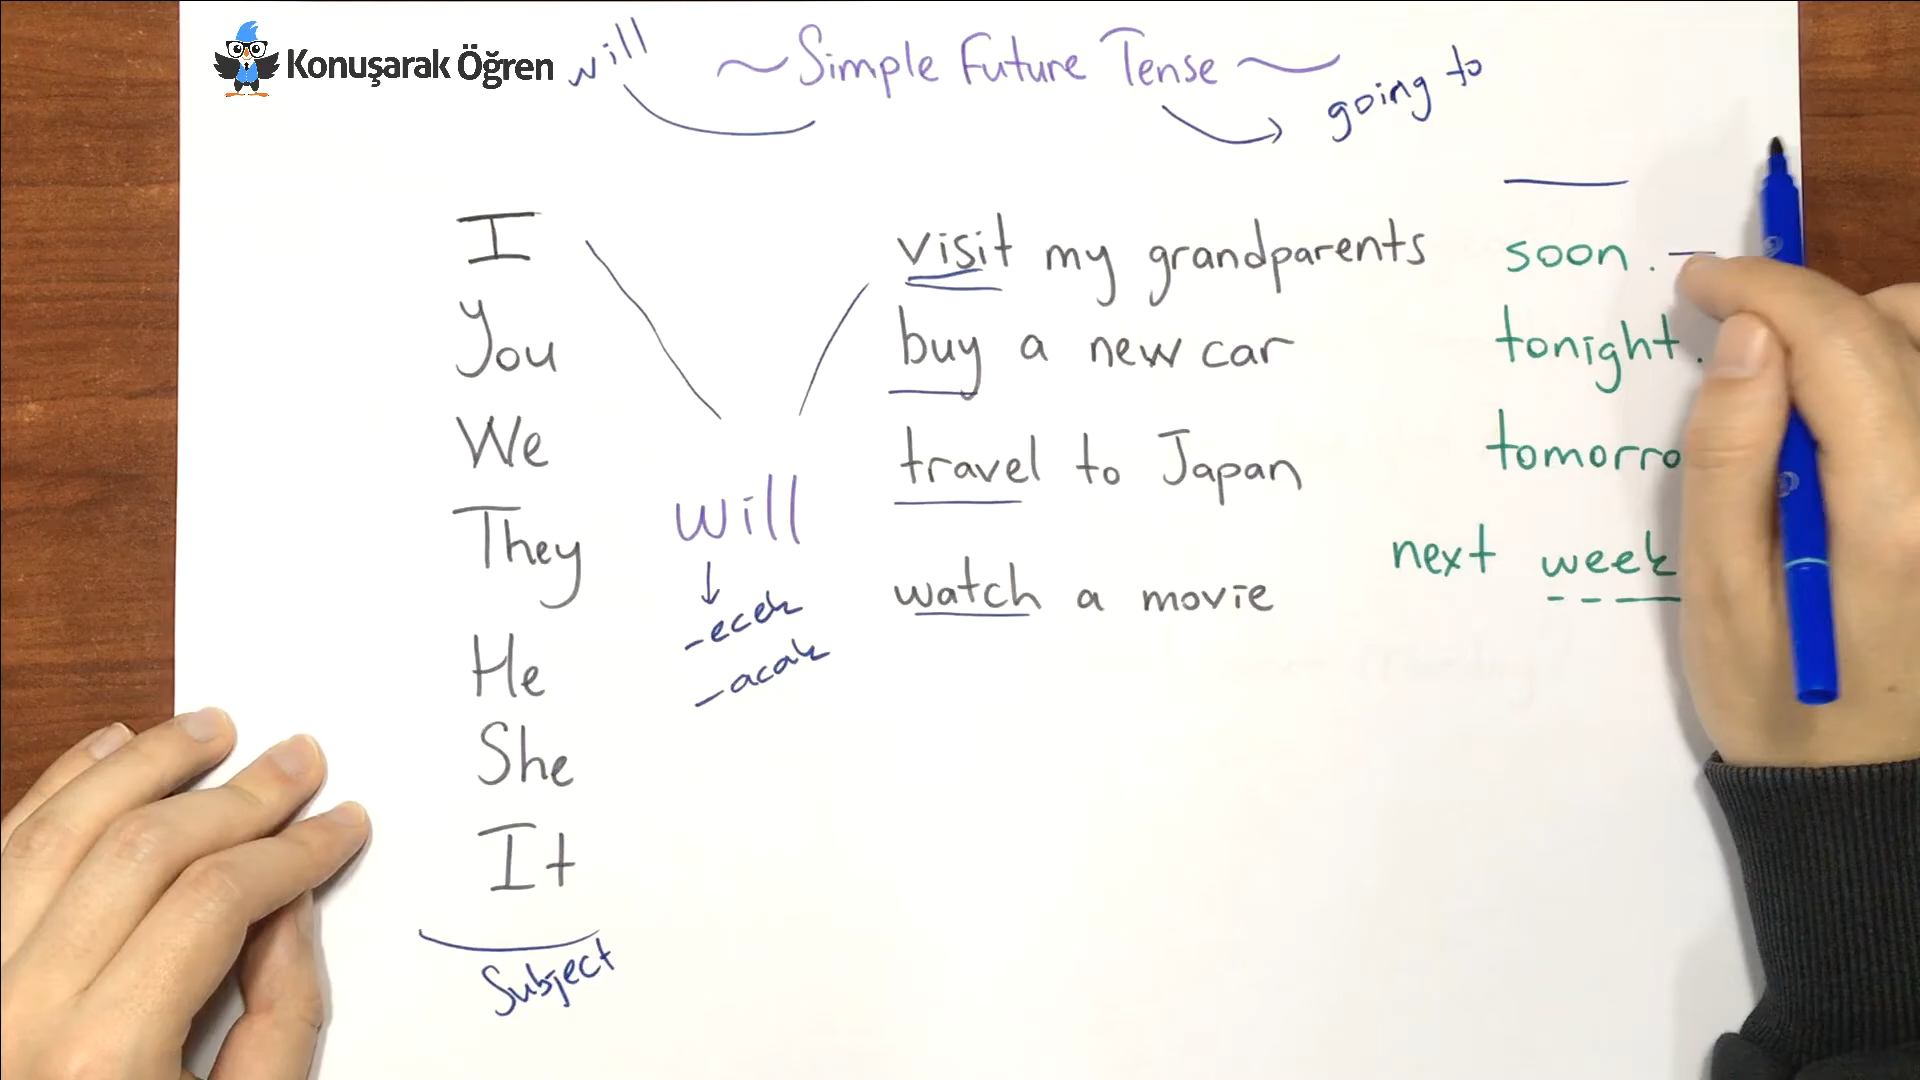 Konuşarak Öğren
will
~Simple Future Tense~
going to
I
visit my grandparents
soon.
You
buy a new car
tonight.
We
travel to Japan
tomorro
They
will
next week
-ecek
-acak
watch a movie
He
She
It
Subject